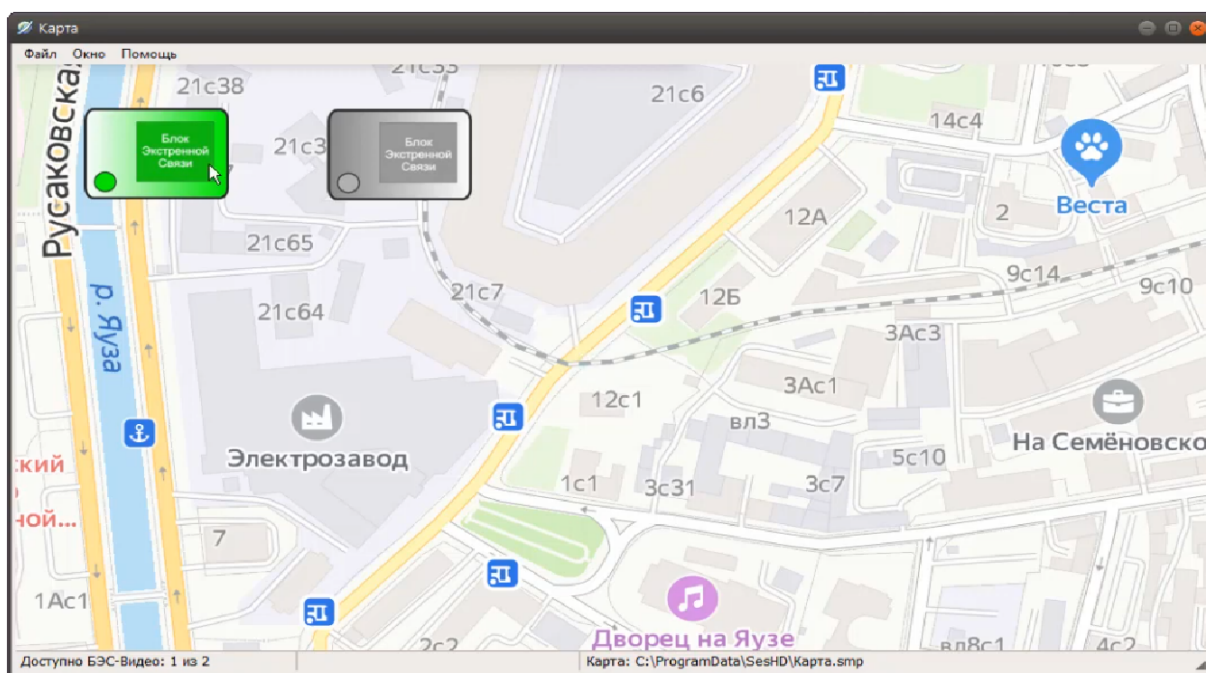 Карта
Файл Окно Помощь
21с38
21с33
21с6
14с4
Русаковская
Блок
Экстренной
Связи
21с3
Блок
Экстренной
Связи
Веста
2
12А
21с65
9с14
9с10
р. Яуза
21с7
12Б
21с64
3Ас3
3Ас1
12с1
вл3
На Семёновско
Электрозавод
5с10
ский
1с1
3с31
3с7
ной...
7
1Ас1
Дворец на Яузе
2с2
вл8с1
4с2
Доступно БЭС-Видео: 1 из 2
Карта: C:\ProgramData\SesHD\Карта.smp